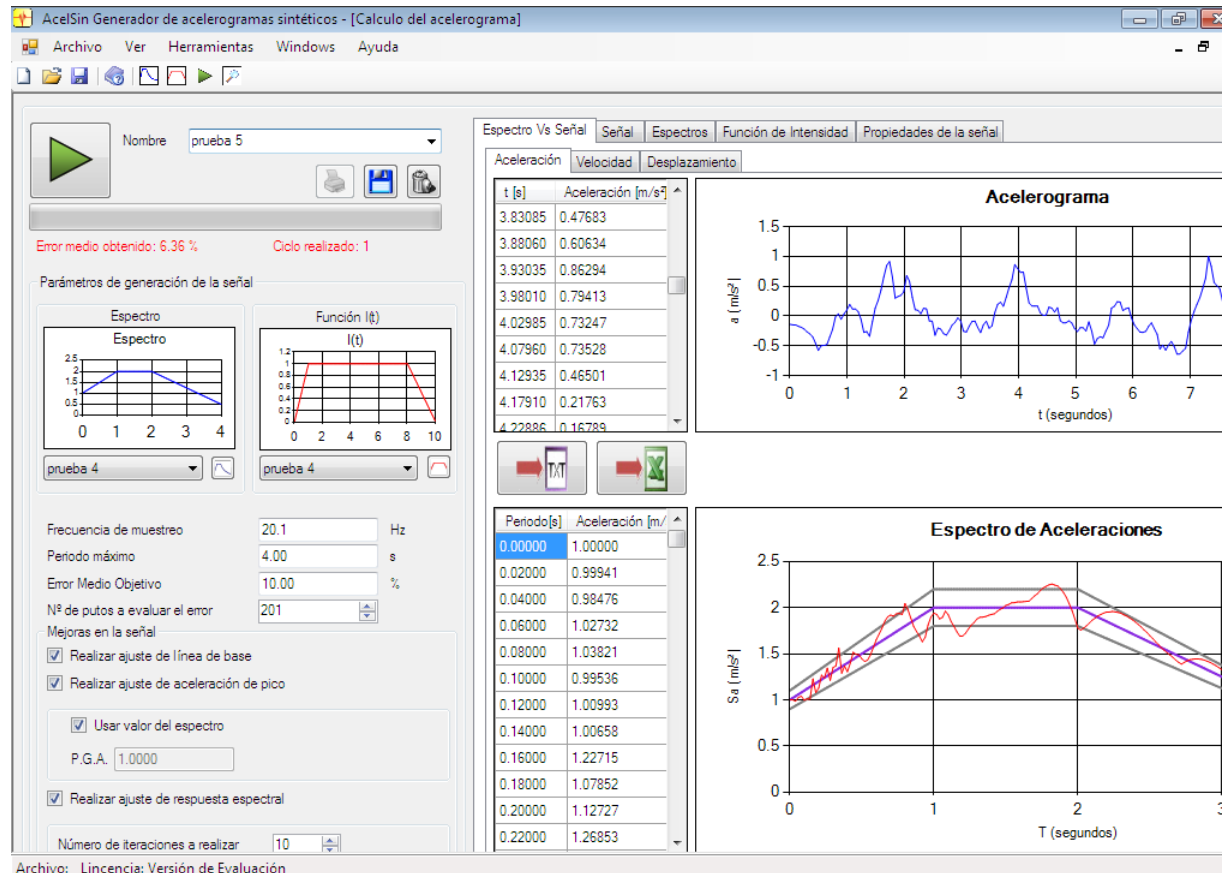 AcelSin Generador de acelerogramas sintéticos - [Calculo del acelerograma]
Archivo Ver Herramientas Windows Ayuda
Nombre prueba 5
Error medio obtenido: 6.36 % Ciclo realizado: 1
Parámetros de generación de la señal
Espectro
Espectro
2.5
2
1.5
1
0.5
0
0 1 2 3 4
prueba 4
Función I(t)
I(t)
1.2
1
0.8
0.6
0.4
0.2
0
0 2 4 6 8 10
prueba 4
Frecuencia de muestreo 20.1 Hz
Periodo máximo 4.00 s
Error Medio Objetivo 10.00 %
Nº de putos a evaluar el error 201
Mejoras en la señal
Realizar ajuste de línea de base
Realizar ajuste de aceleración de pico
Usar valor del espectro
P.G.A. 1.0000
Realizar ajuste de respuesta espectral
Número de iteraciones a realizar 10
Espectro Vs Señal Señal Espectros Función de Intensidad Propiedades de la señal
Aceleración Velocidad Desplazamiento
t [s] Aceleración [m/s²]
3.83085 0.47683
3.88060 0.60634
3.93035 0.86294
3.98010 0.79413
4.02985 0.73247
4.07960 0.73528
4.12935 0.46501
4.17910 0.21763
4.22886 0.16789
Acelerograma
a [m/s²]
1.5
1
0.5
0
-0.5
-1
0 1 2 3 4 5 6 7
t (segundos)
TXT
Periodo[s] Aceleración [m/
0.00000 1.00000
0.02000 0.99941
0.04000 0.98476
0.06000 1.02732
0.08000 1.03821
0.10000 0.99536
0.12000 1.00993
0.14000 1.00658
0.16000 1.22715
0.18000 1.07852
0.20000 1.12727
0.22000 1.26853
Espectro de Aceleraciones
Sa [m/s²]
2.5
2
1.5
1
0.5
0
0 1 2 3
T (segundos)
Archivo: Lincencia: Versión de Evaluación